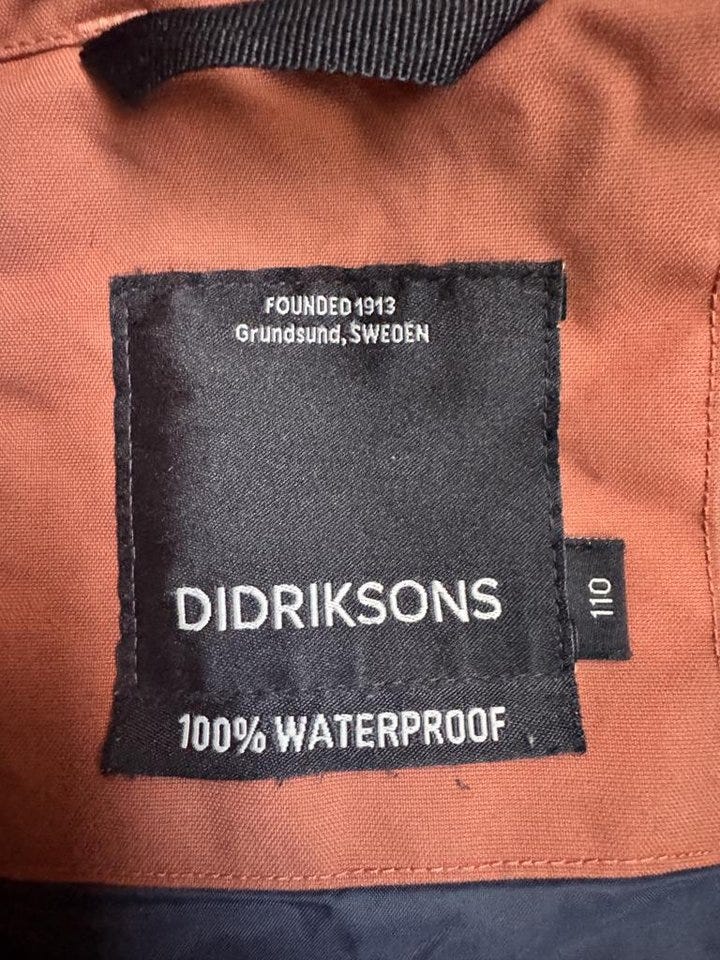 FOUNDED 1913
Grundsund, SWEDEN
DIDRIKSONS
110
100% WATERPROOF